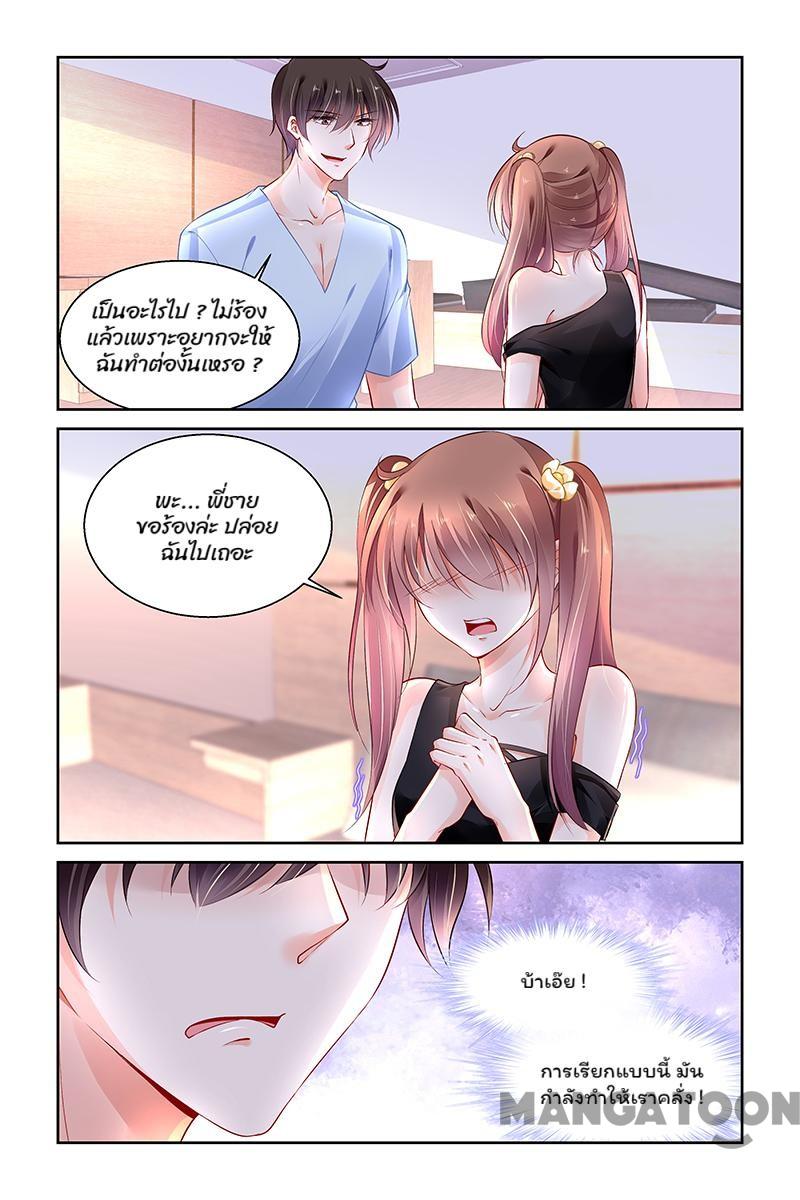 เป็นอะไรไป ? ไม่ร้อง
แล้วเพราะอยากจะให้
ฉันทำต่องั้นเหรอ ?
พะ... พี่ชาย
ขอร้องล่ะ ปล่อย
ฉันไปเถอะ
บ้าเอ๊ย !
การเรียกแบบนี้ มัน
กำลังทำให้เราคลั่ง !
MANGATOON